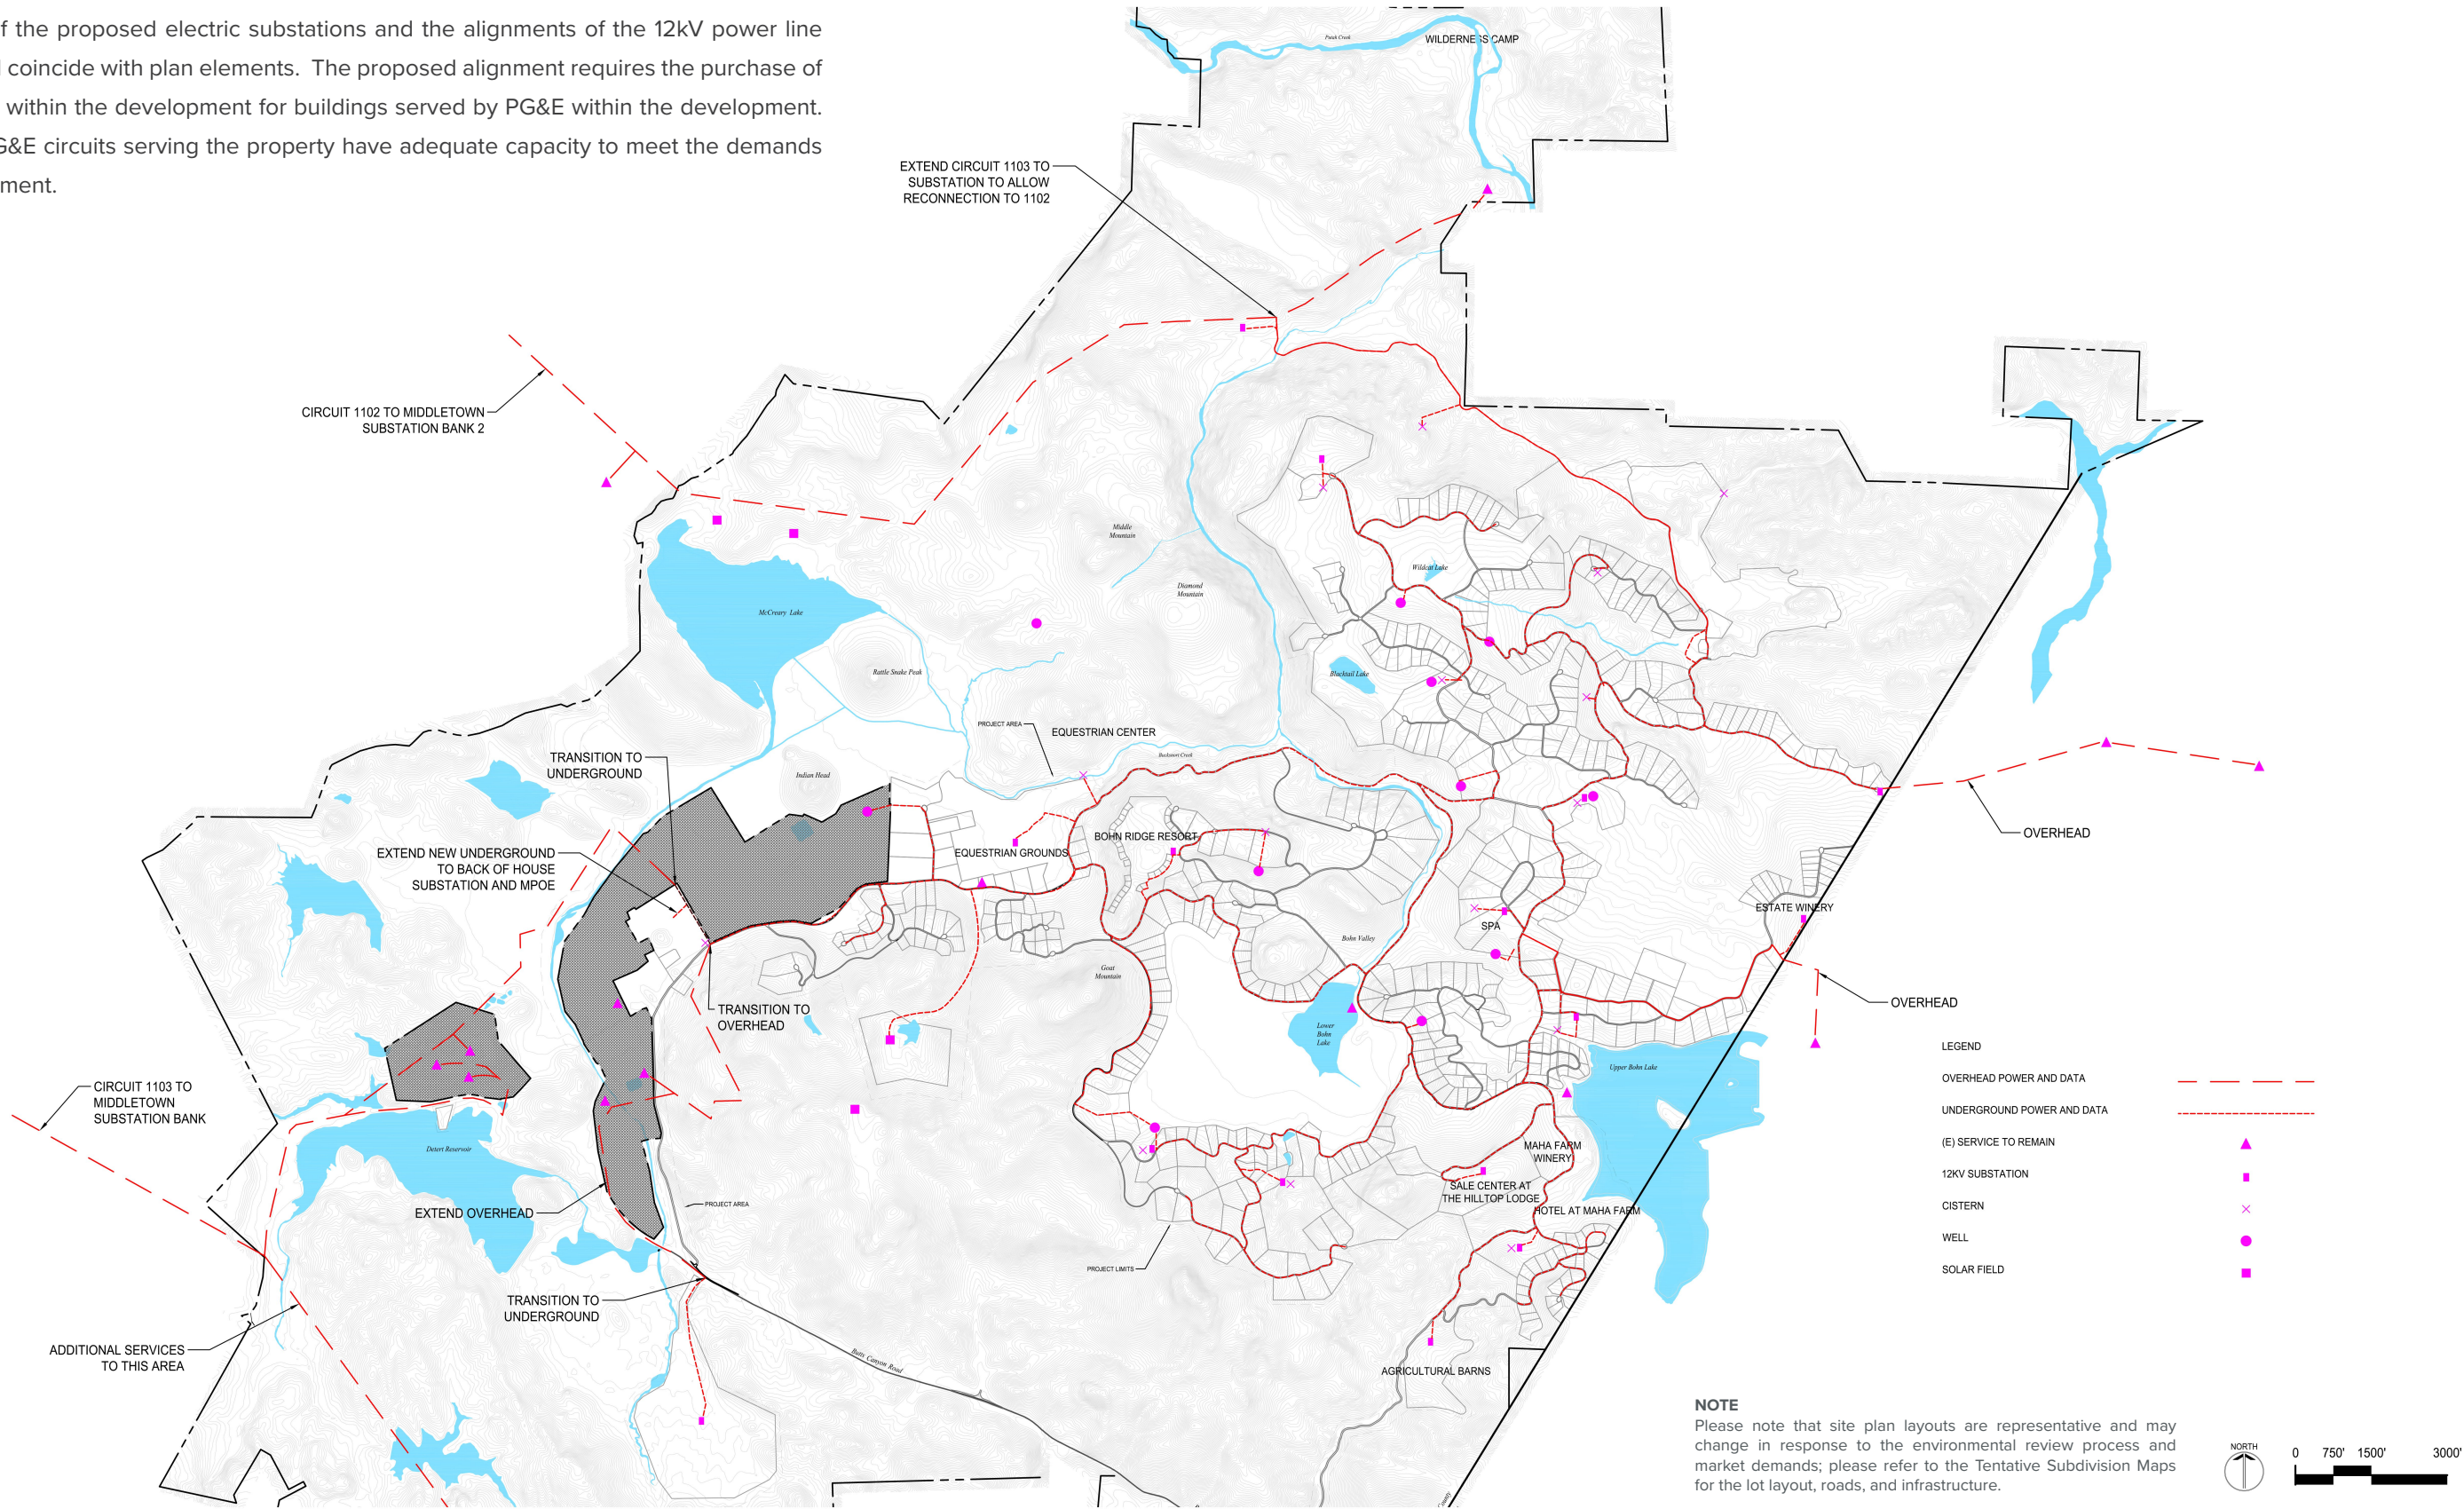 f the proposed electric substations and the alignments of the 12kV power line
coincide with plan elements. The proposed alignment requires the purchase of
within the development for buildings served by PG&E within the development.
G&E circuits serving the property have adequate capacity to meet the demands
ment.
Putah Creek
WILDERNESS CAMP
EXTEND CIRCUIT 1103 TO
SUBSTATION TO ALLOW
RECONNECTION TO 1102
CIRCUIT 1102 TO MIDDLETOWN
SUBSTATION BANK 2
Middle
Mountain
Diamond
Mountain
Wildcat Lake
McCreary Lake
Rattle Snake Peak
Blacktail Lake
PROJECT AREA
EQUESTRIAN CENTER
Bucksnort Creek
TRANSITION TO
UNDERGROUND
Indian Head
OVERHEAD
BOHN RIDGE RESORT
EXTEND NEW UNDERGROUND
TO BACK OF HOUSE
SUBSTATION AND MPOE
EQUESTRIAN GROUNDS
ESTATE WINERY
SPA
Bohn Valley
Goat
Mountain
TRANSITION TO
OVERHEAD
OVERHEAD
Lower
Bohn
Lake
Upper Bohn Lake
CIRCUIT 1103 TO
MIDDLETOWN
SUBSTATION BANK
Detert Reservoir
MAHA FARM
WINERY
SALE CENTER AT
THE HILLTOP LODGE
HOTEL AT MAHA FARM
EXTEND OVERHEAD
PROJECT AREA
PROJECT LIMITS
TRANSITION TO
UNDERGROUND
ADDITIONAL SERVICES
TO THIS AREA
Butts Canyon Road
AGRICULTURAL BARNS
County
LEGEND
OVERHEAD POWER AND DATA
UNDERGROUND POWER AND DATA
(E) SERVICE TO REMAIN
12KV SUBSTATION
CISTERN
WELL
SOLAR FIELD
NOTE
Please note that site plan layouts are representative and may
change in response to the environmental review process and
market demands; please refer to the Tentative Subdivision Maps
for the lot layout, roads, and infrastructure.
NORTH
0 750' 1500' 3000'